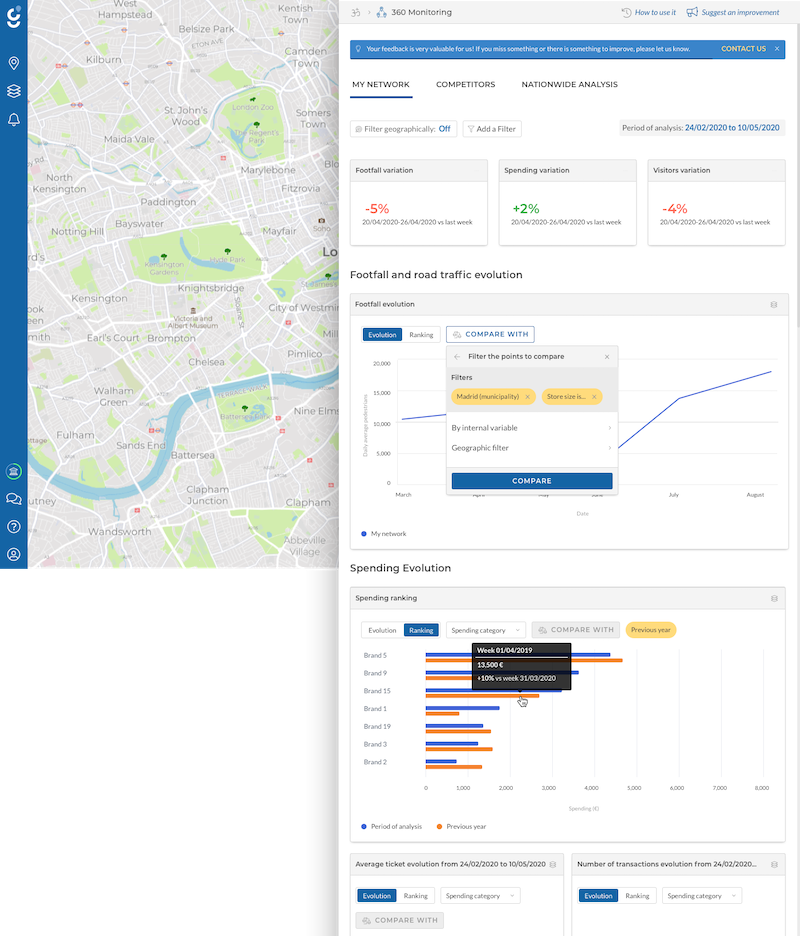 360 Monitoring
How to use it
Suggest an improvement
Your feedback is very valuable for us! If you miss something or there is something to improve, please let us know.
CONTACT US
MY NETWORK
COMPETITORS
NATIONWIDE ANALYSIS
Filter geographically: Off
Add a Filter
Period of analysis: 24/02/2020 to 10/05/2020
Footfall variation
Spending variation
Visitors variation
-5%
+2%
-4%
20/04/2020-26/04/2020 vs last week
20/04/2020-26/04/2020 vs last week
20/04/2020-26/04/2020 vs last week
Footfall and road traffic evolution
Footfall evolution
Evolution
Ranking
COMPARE WITH
Filter the points to compare
Filters
Madrid (municipality)
Store size is...
By internal variable
Geographic filter
COMPARE
20,000
15,000
10,000
5,000
0
Daily average pedestrians
March
April
May
June
July
August
Date
My network
Spending Evolution
Spending ranking
Evolution
Ranking
Spending category
COMPARE WITH
Previous year
Week 01/04/2019
13,500 €
+10% vs week 31/03/2020
Brand 5
Brand 9
Brand 15
Brand 1
Brand 19
Brand 3
Brand 2
0
1,000
2,000
3,000
4,000
5,000
6,000
7,000
8,000
Spending (€)
Period of analysis
Previous year
Average ticket evolution from 24/02/2020 to 10/05/2020
Evolution
Ranking
Spending category
COMPARE WITH
Number of transactions evolution from 24/02/2020...
Evolution
Ranking
Spending category
Kentish
Town
Belsize Park
ETON AVE
Camden
Town
Kilburn
St. John's
Wood
London Zoo
Somers
Town
The Regent's
Park
Maida Vale
Marylebone
North
Kensington
Fitzrovia
Paddington
Bayswater
Soho
Notting Hill
Mayfair
Lo
Kensington
Gardens
Hyde Park
St James's
Knightsbridge
Kensington
Sloane St
City of Westmin
Victoria and
Albert Museum
Earl's Court
Brompton
Pimlico
Chelsea
Walham
Green
TERRACE WALK
Battersea
Nine Elms
Fulham
Sands End
Battersea
Clapham
Junction
Clapham
utney
Wandsworth
Abbeville
Village